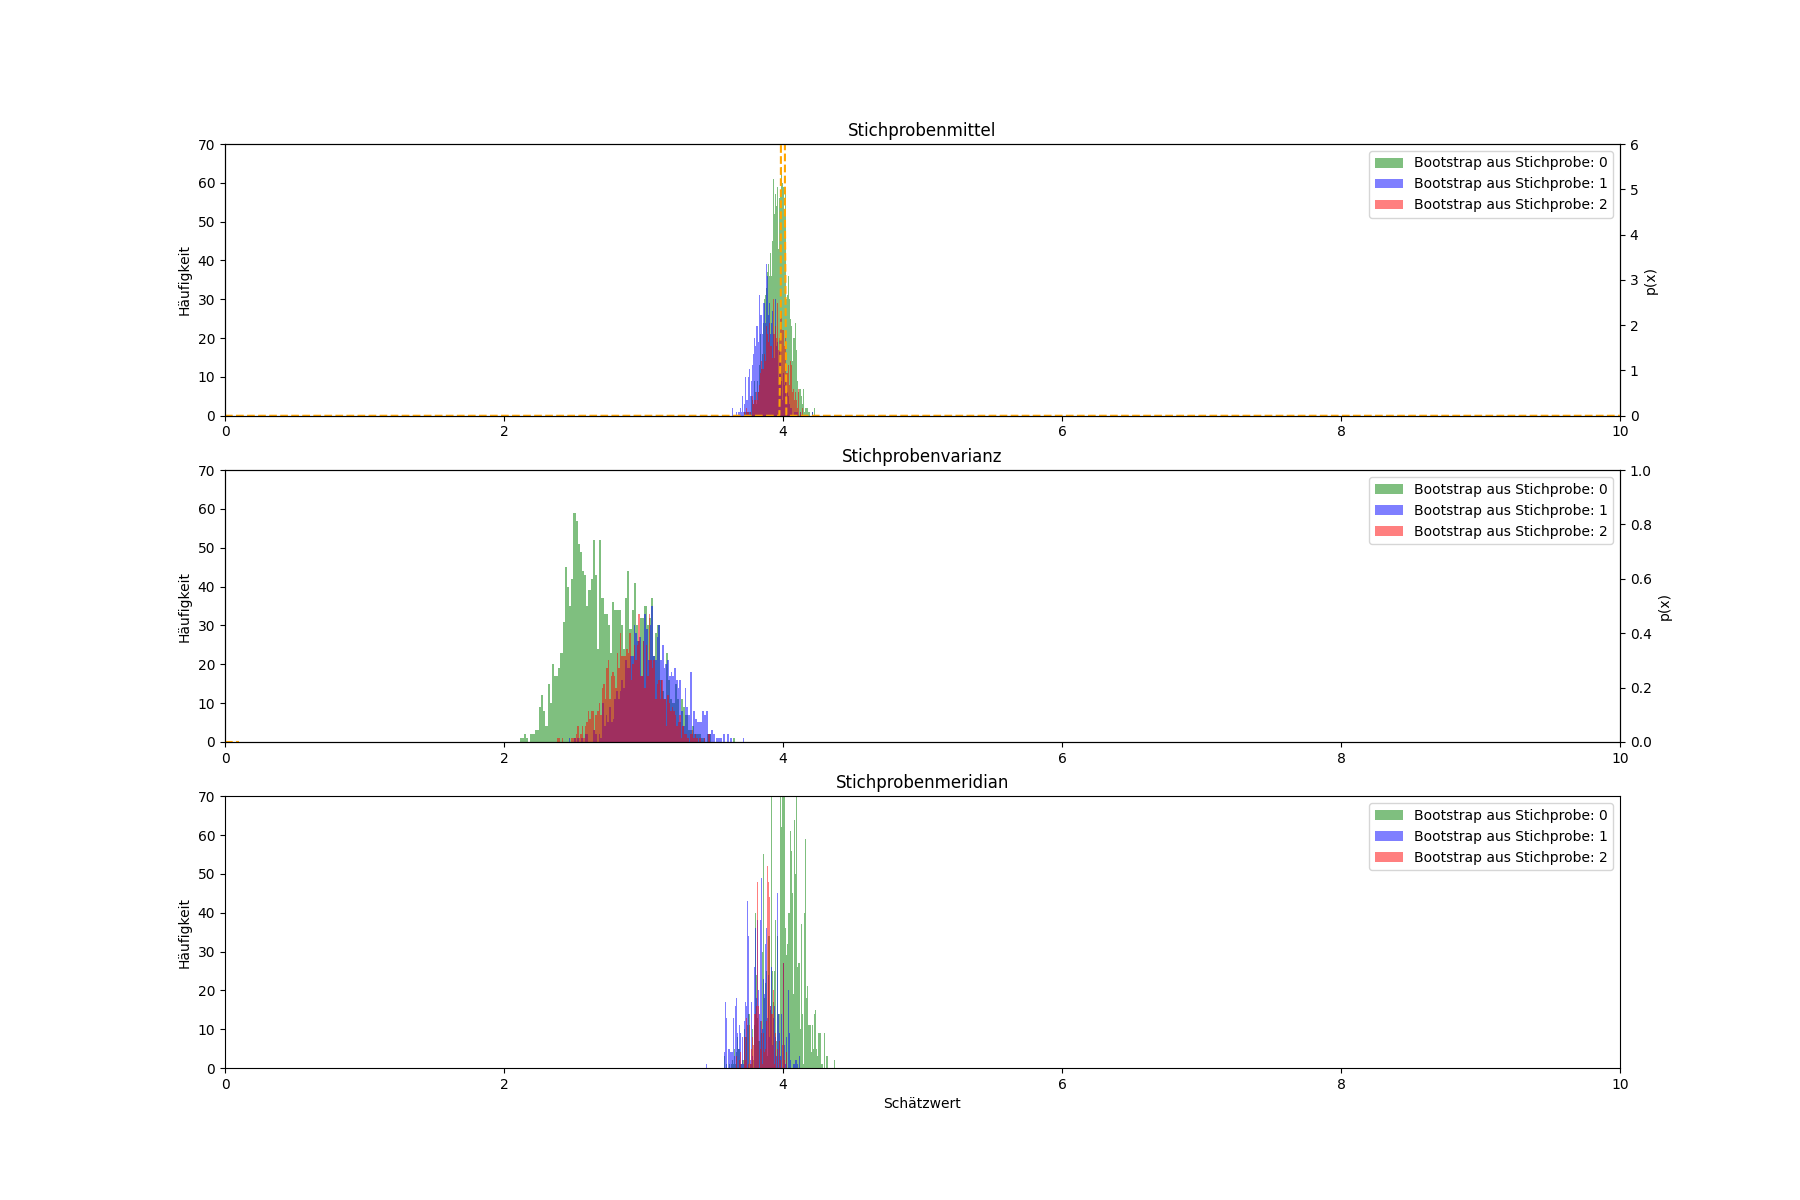 Stichprobenmittel
70
60
50
40
30
20
10
0
Häufigkeit
6
5
4
3
2
1
0
p(x)
Bootstrap aus Stichprobe: 0
Bootstrap aus Stichprobe: 1
Bootstrap aus Stichprobe: 2
0 2 4 6 8 10
Stichprobenvarianz
70
60
50
40
30
20
10
0
Häufigkeit
1.0
0.8
0.6
0.4
0.2
0.0
p(x)
Bootstrap aus Stichprobe: 0
Bootstrap aus Stichprobe: 1
Bootstrap aus Stichprobe: 2
0 2 4 6 8 10
Stichprobenmeridian
70
60
50
40
30
20
10
0
Häufigkeit
Bootstrap aus Stichprobe: 0
Bootstrap aus Stichprobe: 1
Bootstrap aus Stichprobe: 2
0 2 4 6 8 10
Schätzwert